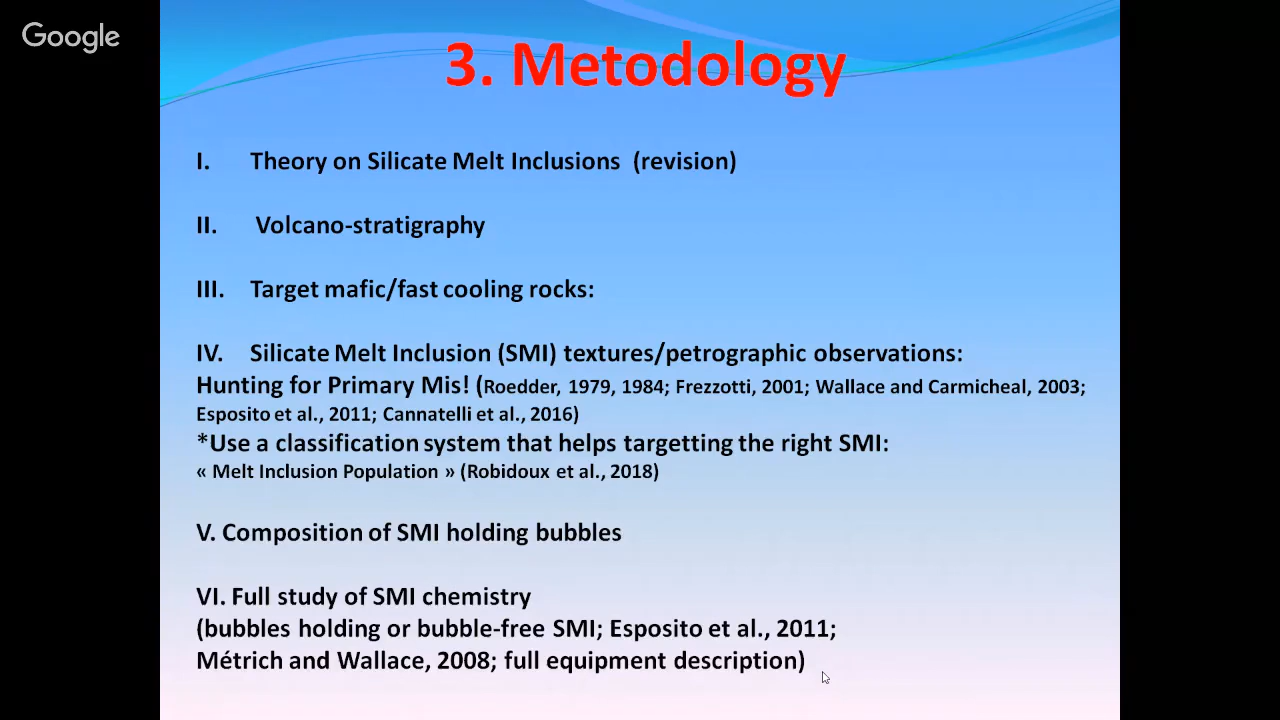 Google
3. Metodology
I. Theory on Silicate Melt Inclusions (revision)
II. Volcano-stratigraphy
III. Target mafic/fast cooling rocks:
IV. Silicate Melt Inclusion (SMI) textures/petrographic observations:
Hunting for Primary Mis! (Roedder, 1979, 1984; Frezzotti, 2001; Wallace and Carmicheal, 2003;
Esposito et al., 2011; Cannatelli et al., 2016)
*Use a classification system that helps targetting the right SMI:
« Melt Inclusion Population » (Robidoux et al., 2018)
V. Composition of SMI holding bubbles
VI. Full study of SMI chemistry
(bubbles holding or bubble-free SMI; Esposito et al., 2011;
Métrich and Wallace, 2008; full equipment description)